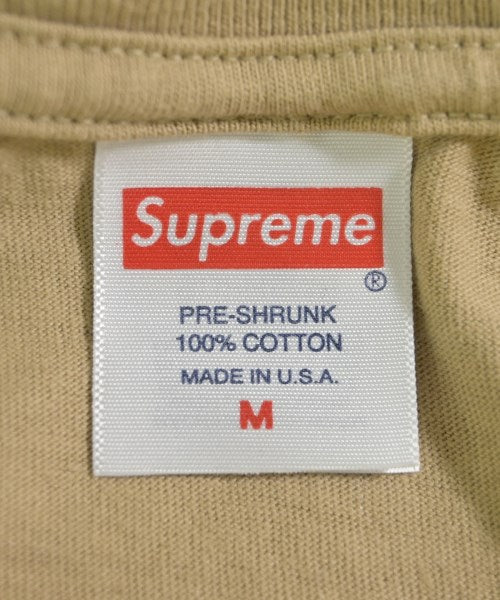 Supreme
®
PRE-SHRUNK
100% COTTON
MADE IN U.S.A.
M